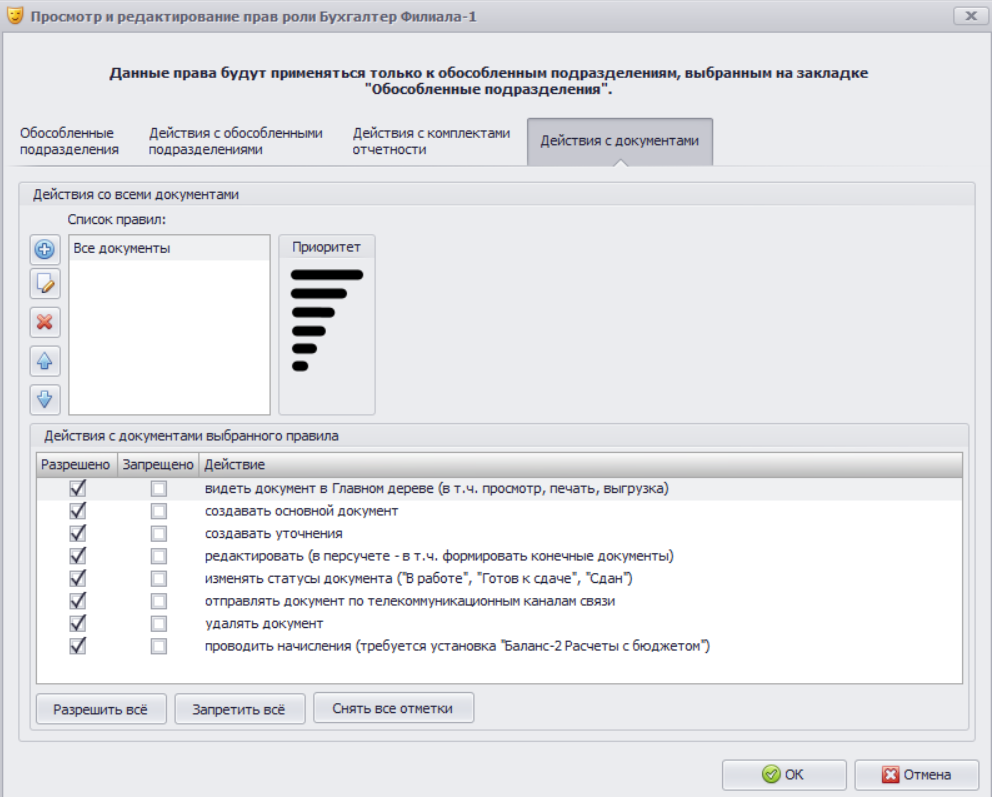 Просмотр и редактирование прав роли Бухгалтер Филиала-1
Данные права будут применяться только к обособленным подразделениям, выбранным на закладке
"Обособленные подразделения".
Обособленные
подразделения
Действия с обособленными
подразделениями
Действия с комплектами
отчетности
Действия с документами
Действия со всеми документами
Список правил:
Все документы
Приоритет
Действия с документами выбранного правила
Разрешено Запрещено Действие
видеть документ в Главном дереве (в т.ч. просмотр, печать, выгрузка)
создавать основной документ
создавать уточнения
редактировать (в персучете - в т.ч. формировать конечные документы)
изменять статусы документа ("В работе", "Готов к сдаче", "Сдан")
отправлять документ по телекоммуникационным каналам связи
удалять документ
проводить начисления (требуется установка "Баланс-2 Расчеты с бюджетом")
Разрешить всё Запретить всё Снять все отметки
ОК Отмена